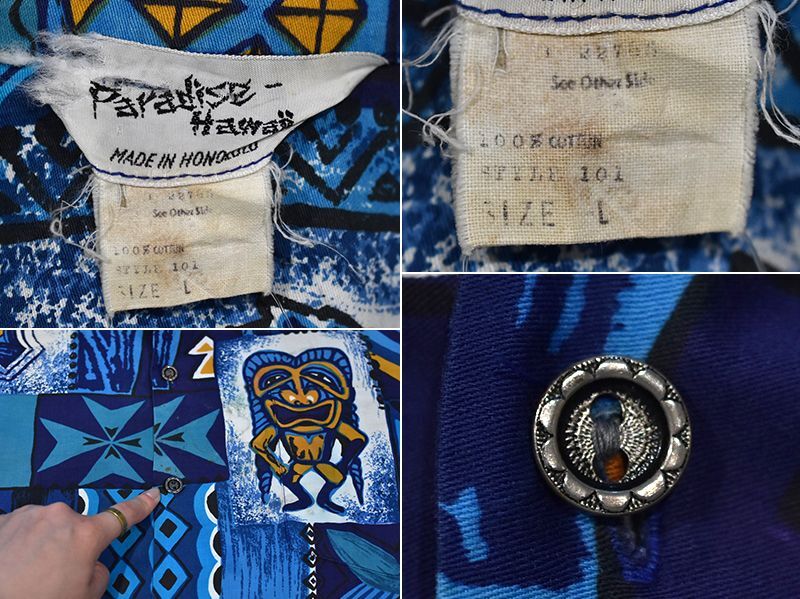 Paradise -
Hawaii
MADE IN HONOLULU
See Other Side
100% COTTON
STYLE 101
SIZE L
See Other Side
100% COTTON
STYLE 101
SIZE L